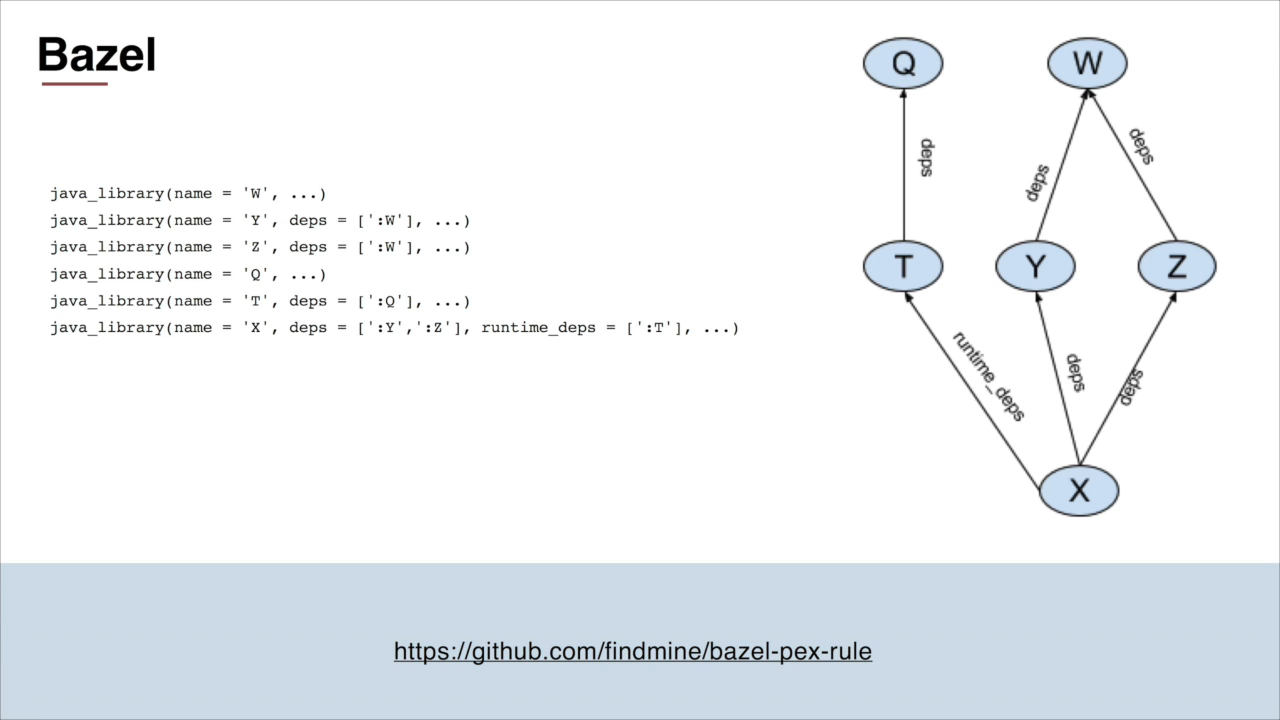 Bazel
java_library(name = 'W', ...)
java_library(name = 'Y', deps = [':W'], ...)
java_library(name = 'Z', deps = [':W'], ...)
java_library(name = 'Q', ...)
java_library(name = 'T', deps = [':Q'], ...)
java_library(name = 'X', deps = [':Y',':Z'], runtime_deps = [':T'], ...)
Q
W
deps
deps
deps
T
Y
Z
runtime_deps
deps
deps
X
https://github.com/findmine/bazel-pex-rule